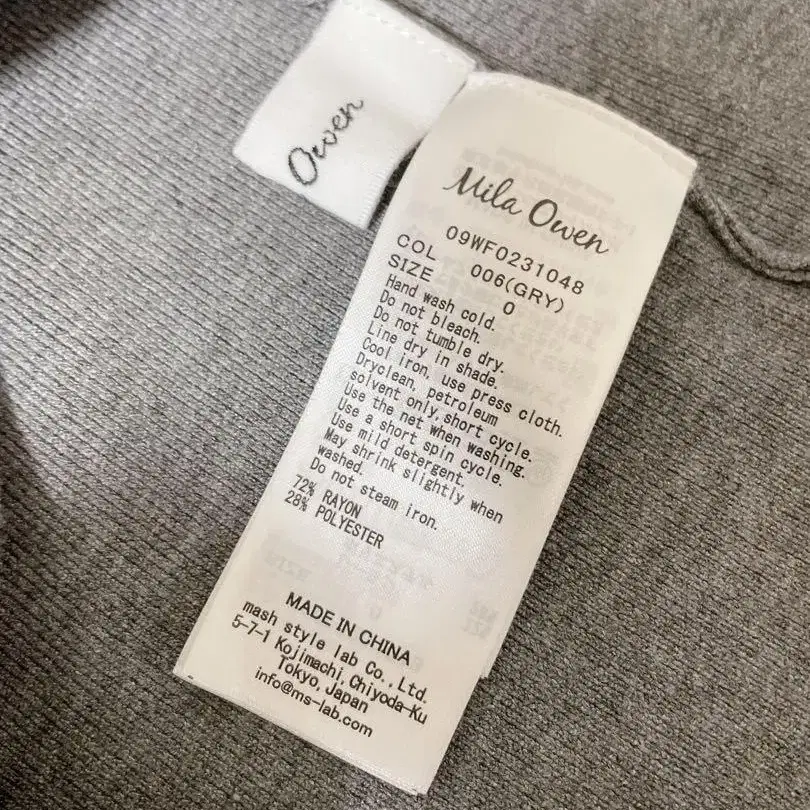 Owen
Mila Owen
09WF0231048
COL 006(GRY)
SIZE 0
Hand wash cold.
Do not bleach.
Do not tumble dry.
Line dry in shade.
Cool iron, use press cloth.
Dryclean, petroleum
solvent only, short cycle.
Use the net when washing.
Use a short spin cycle.
Use mild detergent.
May shrink slightly when
washed.
Do not steam iron.
72% RAYON
28% POLYESTER
MADE IN CHINA
mash style lab Co., Ltd.
5-7-1 Kojimachi, Chiyoda-Ku
Tokyo, Japan
info@ms-lab.com